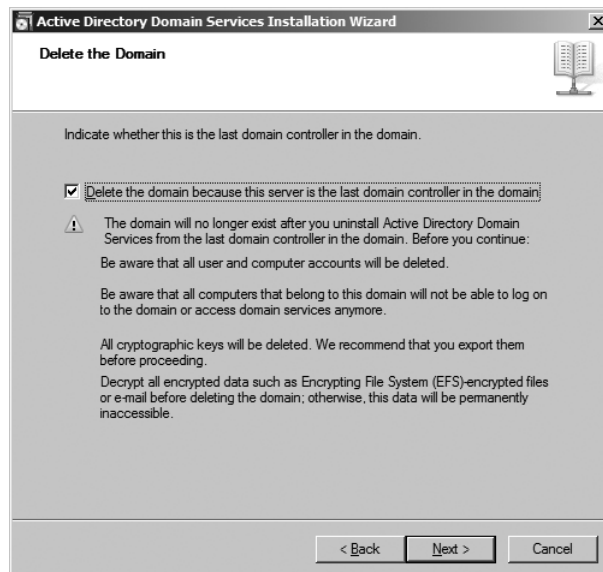 Active Directory Domain Services Installation Wizard
Delete the Domain
Indicate whether this is the last domain controller in the domain.
Delete the domain because this server is the last domain controller in the domain
The domain will no longer exist after you uninstall Active Directory Domain
Services from the last domain controller in the domain. Before you continue:
Be aware that all user and computer accounts will be deleted.
Be aware that all computers that belong to this domain will not be able to log on
to the domain or access domain services anymore.
All cryptographic keys will be deleted. We recommend that you export them
before proceeding.
Decrypt all encrypted data such as Encrypting File System (EFS)-encrypted files
or e-mail before deleting the domain; otherwise, this data will be permanently
inaccessible.
< Back Next > Cancel